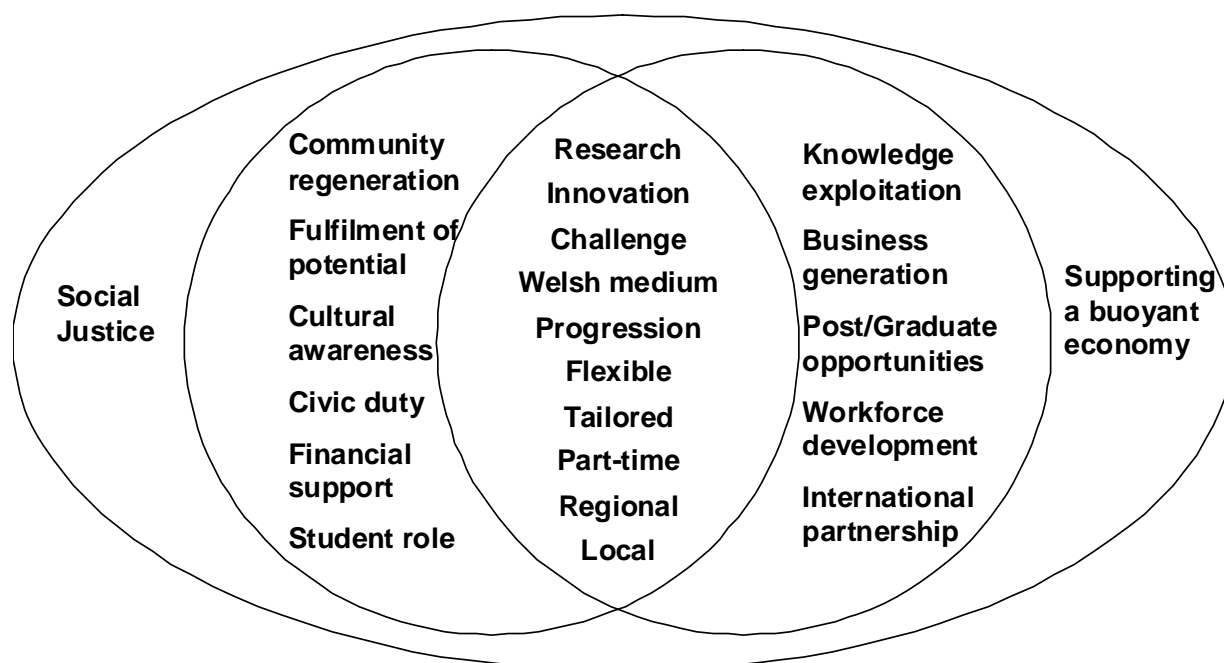 Social
Justice
Community
regeneration
Fulfilment of
potential
Cultural
awareness
Civic duty
Financial
support
Student role
Research
Innovation
Challenge
Welsh medium
Progression
Flexible
Tailored
Part-time
Regional
Local
Knowledge
exploitation
Business
generation
Post/Graduate
opportunities
Workforce
development
International
partnership
Supporting
a buoyant
economy